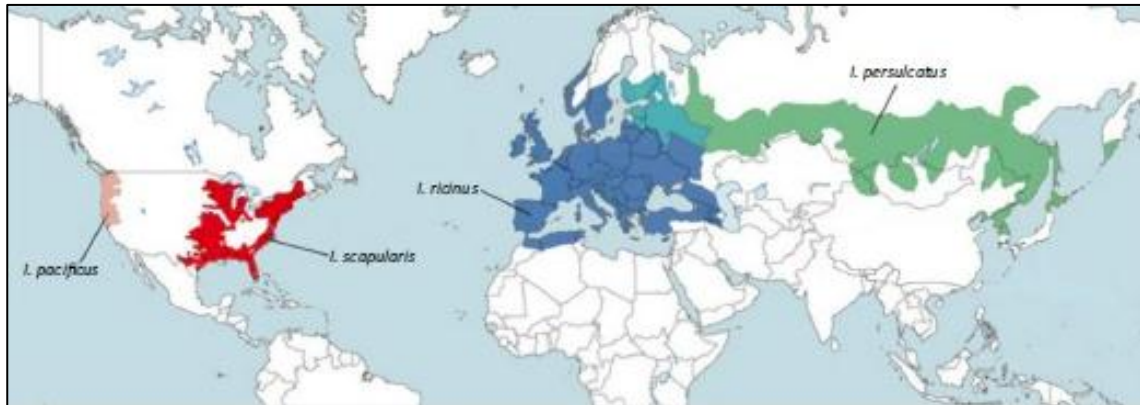 I. persulcatus
I. ricinus
I. scapularis
I. pacificus